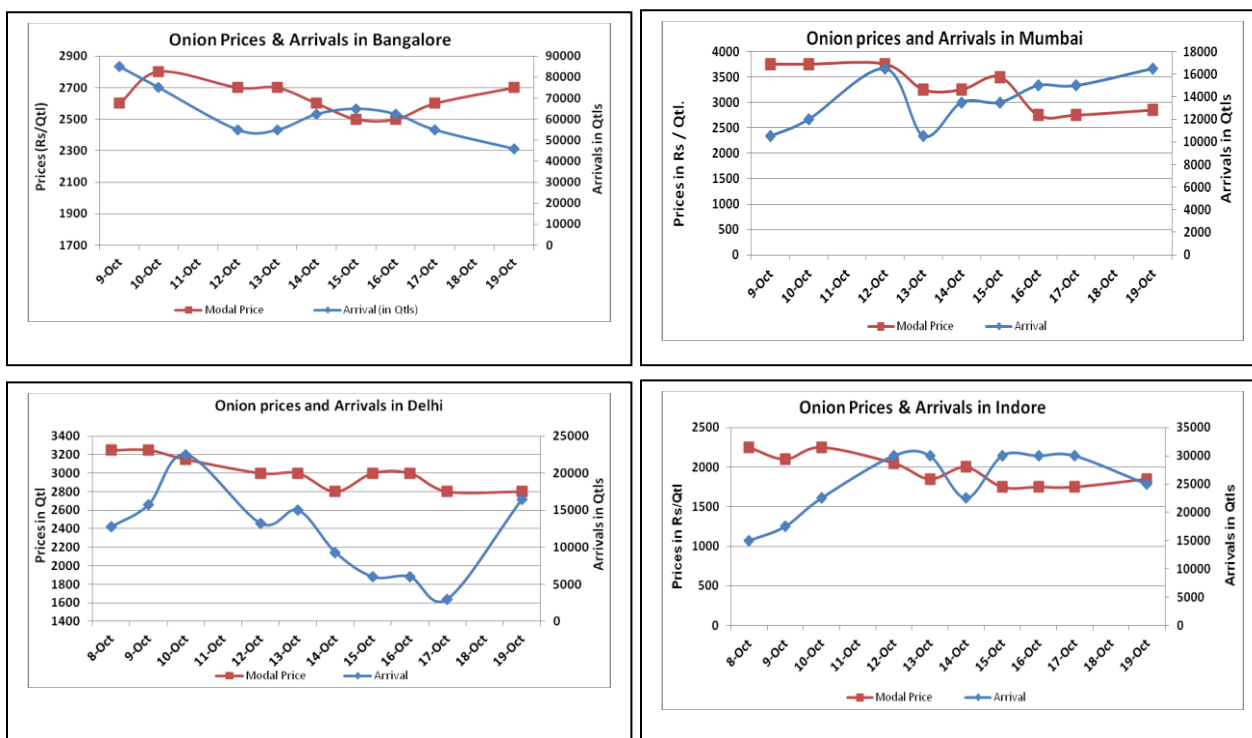 Onion Prices & Arrivals in Bangalore
2900
2700
2500
2300
2100
1900
1700
Prices (Rs/Qtl)
90000
80000
70000
60000
50000
40000
30000
20000
10000
0
Arrivals in Qtls
9-Oct
10-Oct
11-Oct
12-Oct
13-Oct
14-Oct
15-Oct
16-Oct
17-Oct
18-Oct
19-Oct
Modal Price
Arrival (in Qtls)
Onion prices and Arrivals in Mumbai
4000
3500
3000
2500
2000
1500
1000
500
0
Prices in Rs / Qtl.
18000
16000
14000
12000
10000
8000
6000
4000
2000
0
Arrivals in Qtls
9-Oct
10-Oct
11-Oct
12-Oct
13-Oct
14-Oct
15-Oct
16-Oct
17-Oct
18-Oct
19-Oct
Modal Price
Arrival
Onion prices and Arrivals in Delhi
3400
3200
3000
2800
2600
2400
2200
2000
1800
1600
1400
Prices in Qtl
25000
20000
15000
10000
5000
0
Arrivals in Qtls
8-Oct
9-Oct
10-Oct
11-Oct
12-Oct
13-Oct
14-Oct
15-Oct
16-Oct
17-Oct
18-Oct
19-Oct
Modal Price
Arrival
Onion Prices & Arrivals in Indore
2500
2000
1500
1000
500
0
Prices in Rs/Qtl
35000
30000
25000
20000
15000
10000
5000
0
Arrivals in Qtls
8-Oct
9-Oct
10-Oct
11-Oct
12-Oct
13-Oct
14-Oct
15-Oct
16-Oct
17-Oct
18-Oct
19-Oct
Modal Price
Arrival